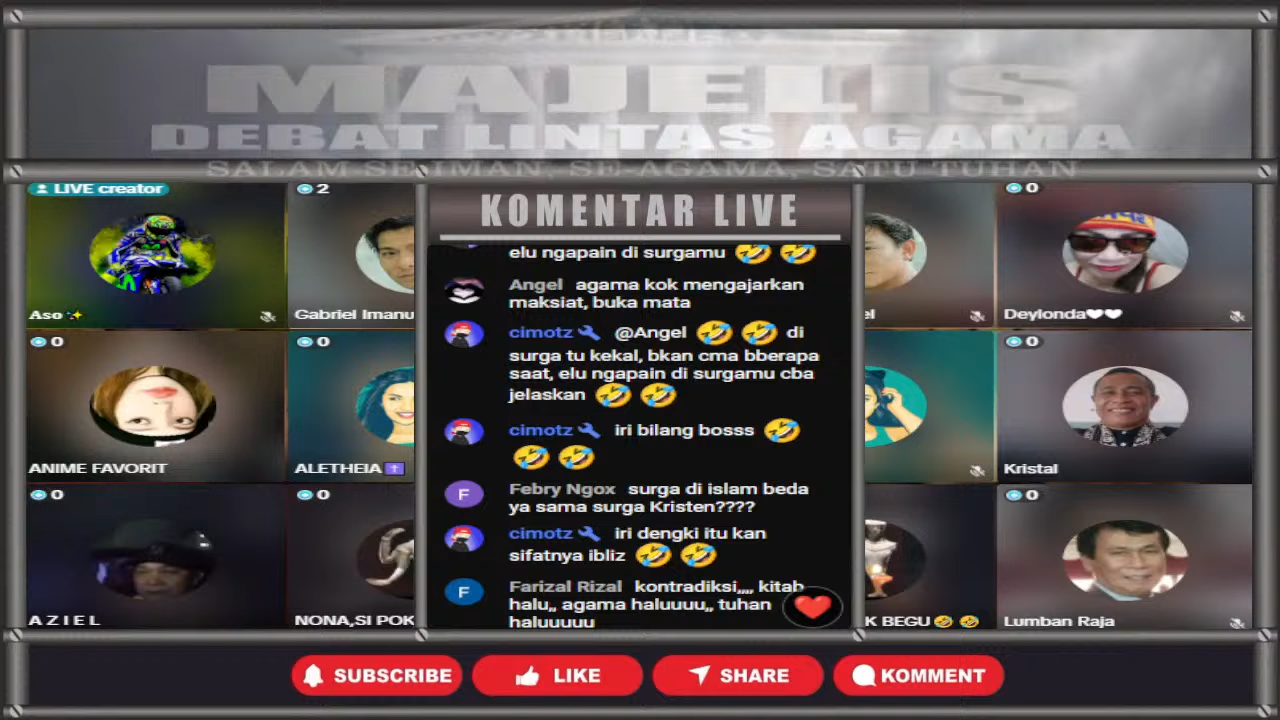 MAJELIS
DEBAT LINTAS AGAMA
SALAM SE-IMAN, SE-AGAMA, SATU TUHAN
LIVE creator
2
KOMENTAR LIVE
0
Aso✨
Gabriel Imanu
el
Deylonda❤❤
elu ngapain di surgamu 🤣 🤣
Angel agama kok mengajarkan
maksiat, buka mata
cimotz🔧 @Angel 🤣 🤣 di
surga tu kekal, bkan cma bberapa
saat, elu ngapain di surgamu cba
jelaskan 🤣 🤣
cimotz🔧 iri bilang bosss 🤣
🤣 🤣
F Febry Ngox surga di islam beda
ya sama surga Kristen????
cimotz🔧 iri dengki itu kan
sifatnya ibliz 🤣 🤣
F Farizal Rizal kontradiksi,,,, kitab
halu,, agama haluuuu,, tuhan
haluuuuu
0
0
0
ANIME FAVORIT
ALETHEIA✝
Kristal
0
0
0
A Z I E L
NONA,SI POK
K BEGU🤣 🤣
Lumban Raja
SUBSCRIBE
LIKE
SHARE
KOMMENT